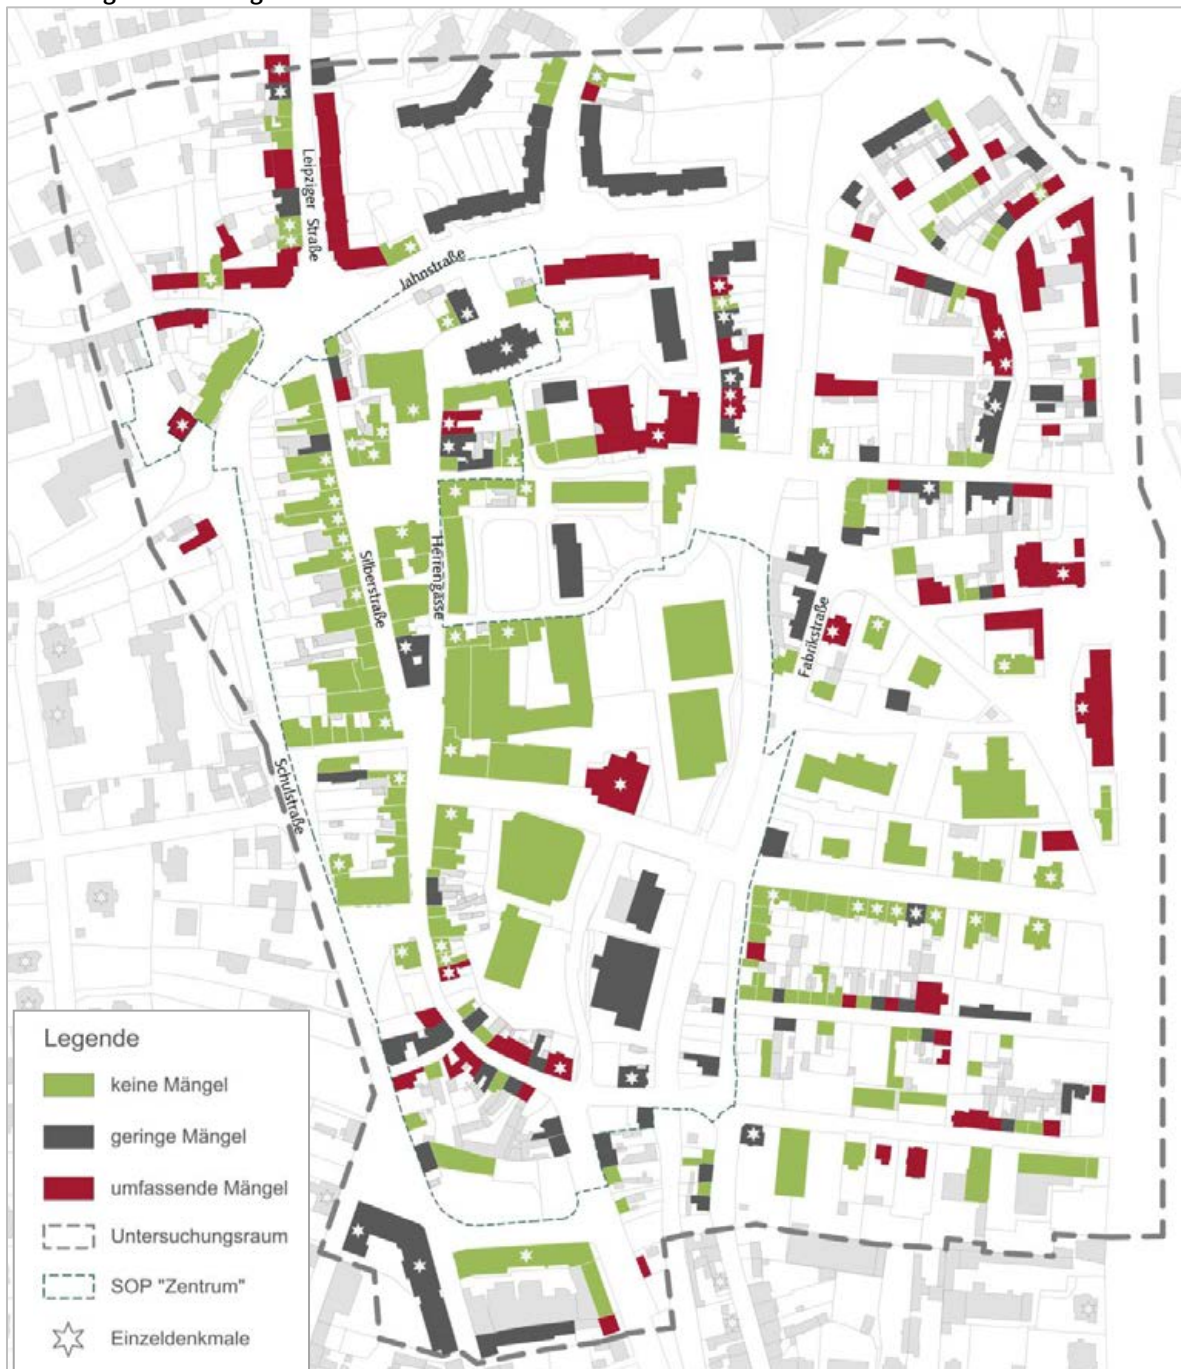 Leipziger Straße
Jahnstraße
Silberstraße
Herrengasse
Fabrikstraße
Schulstraße
Legende
keine Mängel
geringe Mängel
umfassende Mängel
Untersuchungsraum
SOP "Zentrum"
Einzeldenkmale